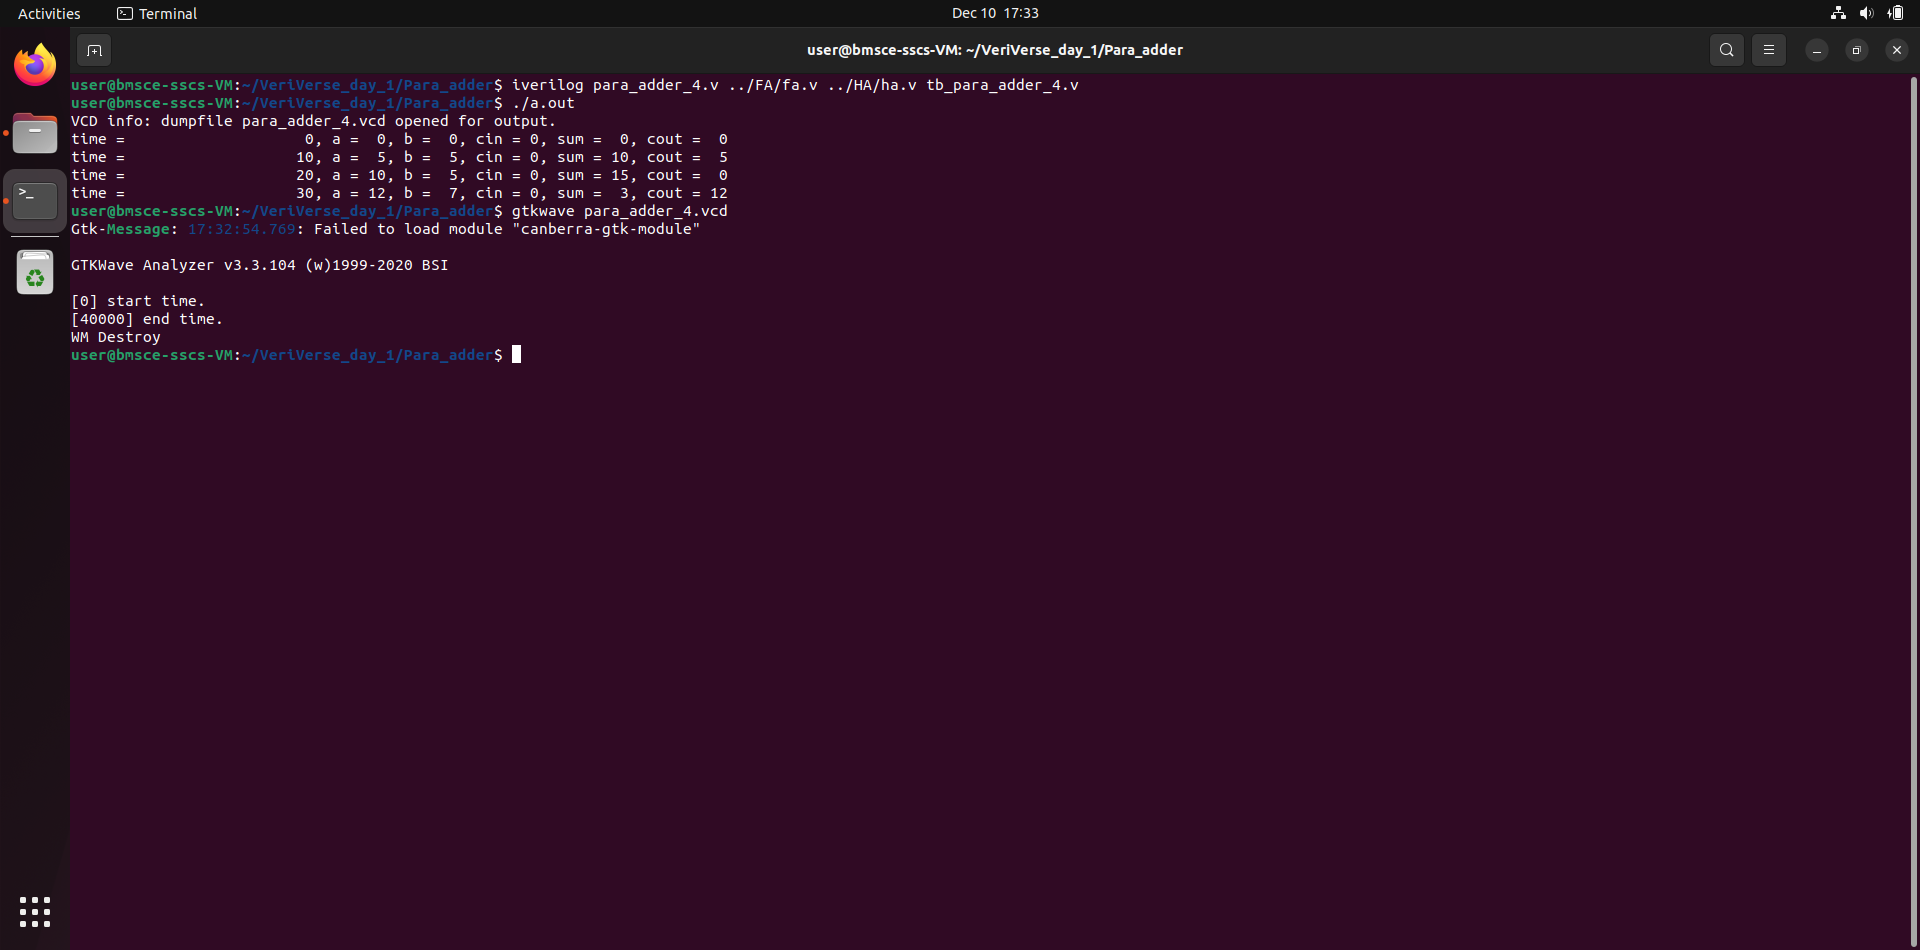 Activities Terminal Dec 10 17:33
user@bmsce-sscs-VM: ~/VeriVerse_day_1/Para_adder
user@bmsce-sscs-VM:~/VeriVerse_day_1/Para_adder$ iverilog para_adder_4.v ../FA/fa.v ../HA/ha.v tb_para_adder_4.v
user@bmsce-sscs-VM:~/VeriVerse_day_1/Para_adder$ ./a.out
VCD info: dumpfile para_adder_4.vcd opened for output.
time =                    0, a =  0, b =  0, cin = 0, sum =  0, cout =  0
time =                   10, a =  5, b =  5, cin = 0, sum = 10, cout =  5
time =                   20, a = 10, b =  5, cin = 0, sum = 15, cout =  0
time =                   30, a = 12, b =  7, cin = 0, sum =  3, cout = 12
user@bmsce-sscs-VM:~/VeriVerse_day_1/Para_adder$ gtkwave para_adder_4.vcd
Gtk-Message: 17:32:54.769: Failed to load module "canberra-gtk-module"
GTKWave Analyzer v3.3.104 (w)1999-2020 BSI
[0] start time.
[40000] end time.
WM Destroy
user@bmsce-sscs-VM:~/VeriVerse_day_1/Para_adder$